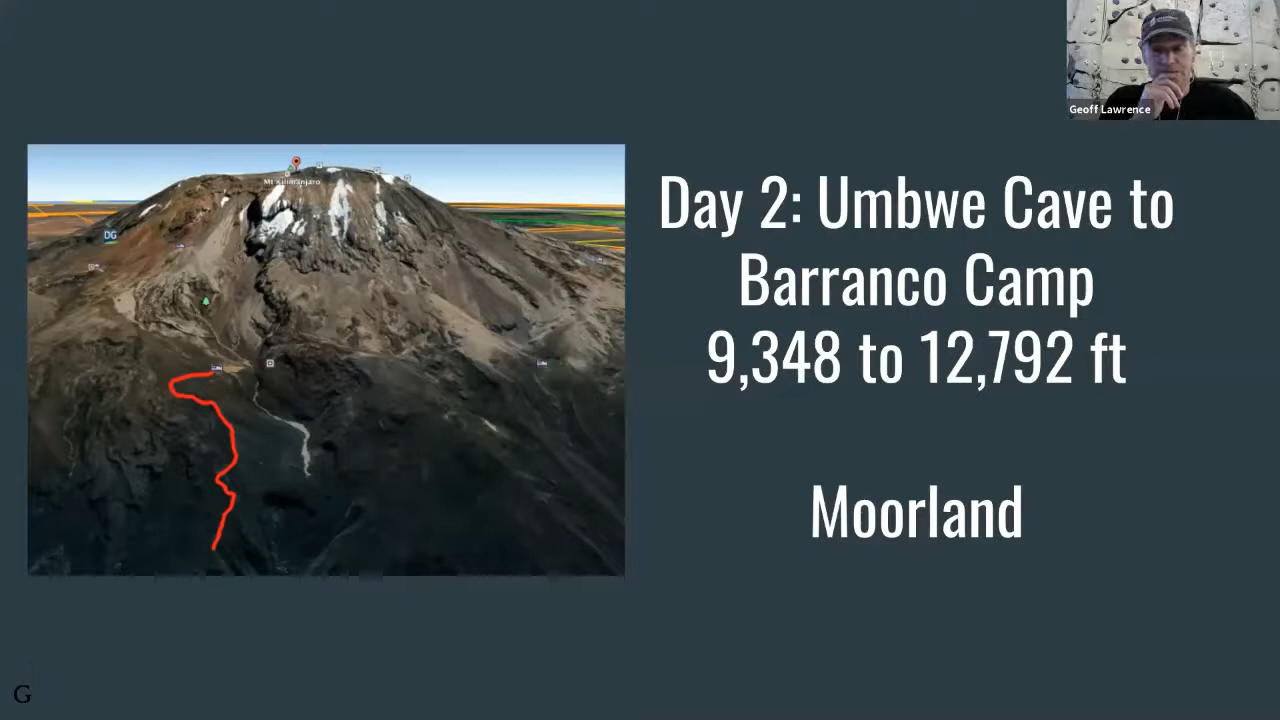 Geoff Lawrence
Mt Kilimanjaro
DG
Day 2: Umbwe Cave to
Barranco Camp
9,348 to 12,792 ft
Moorland
G